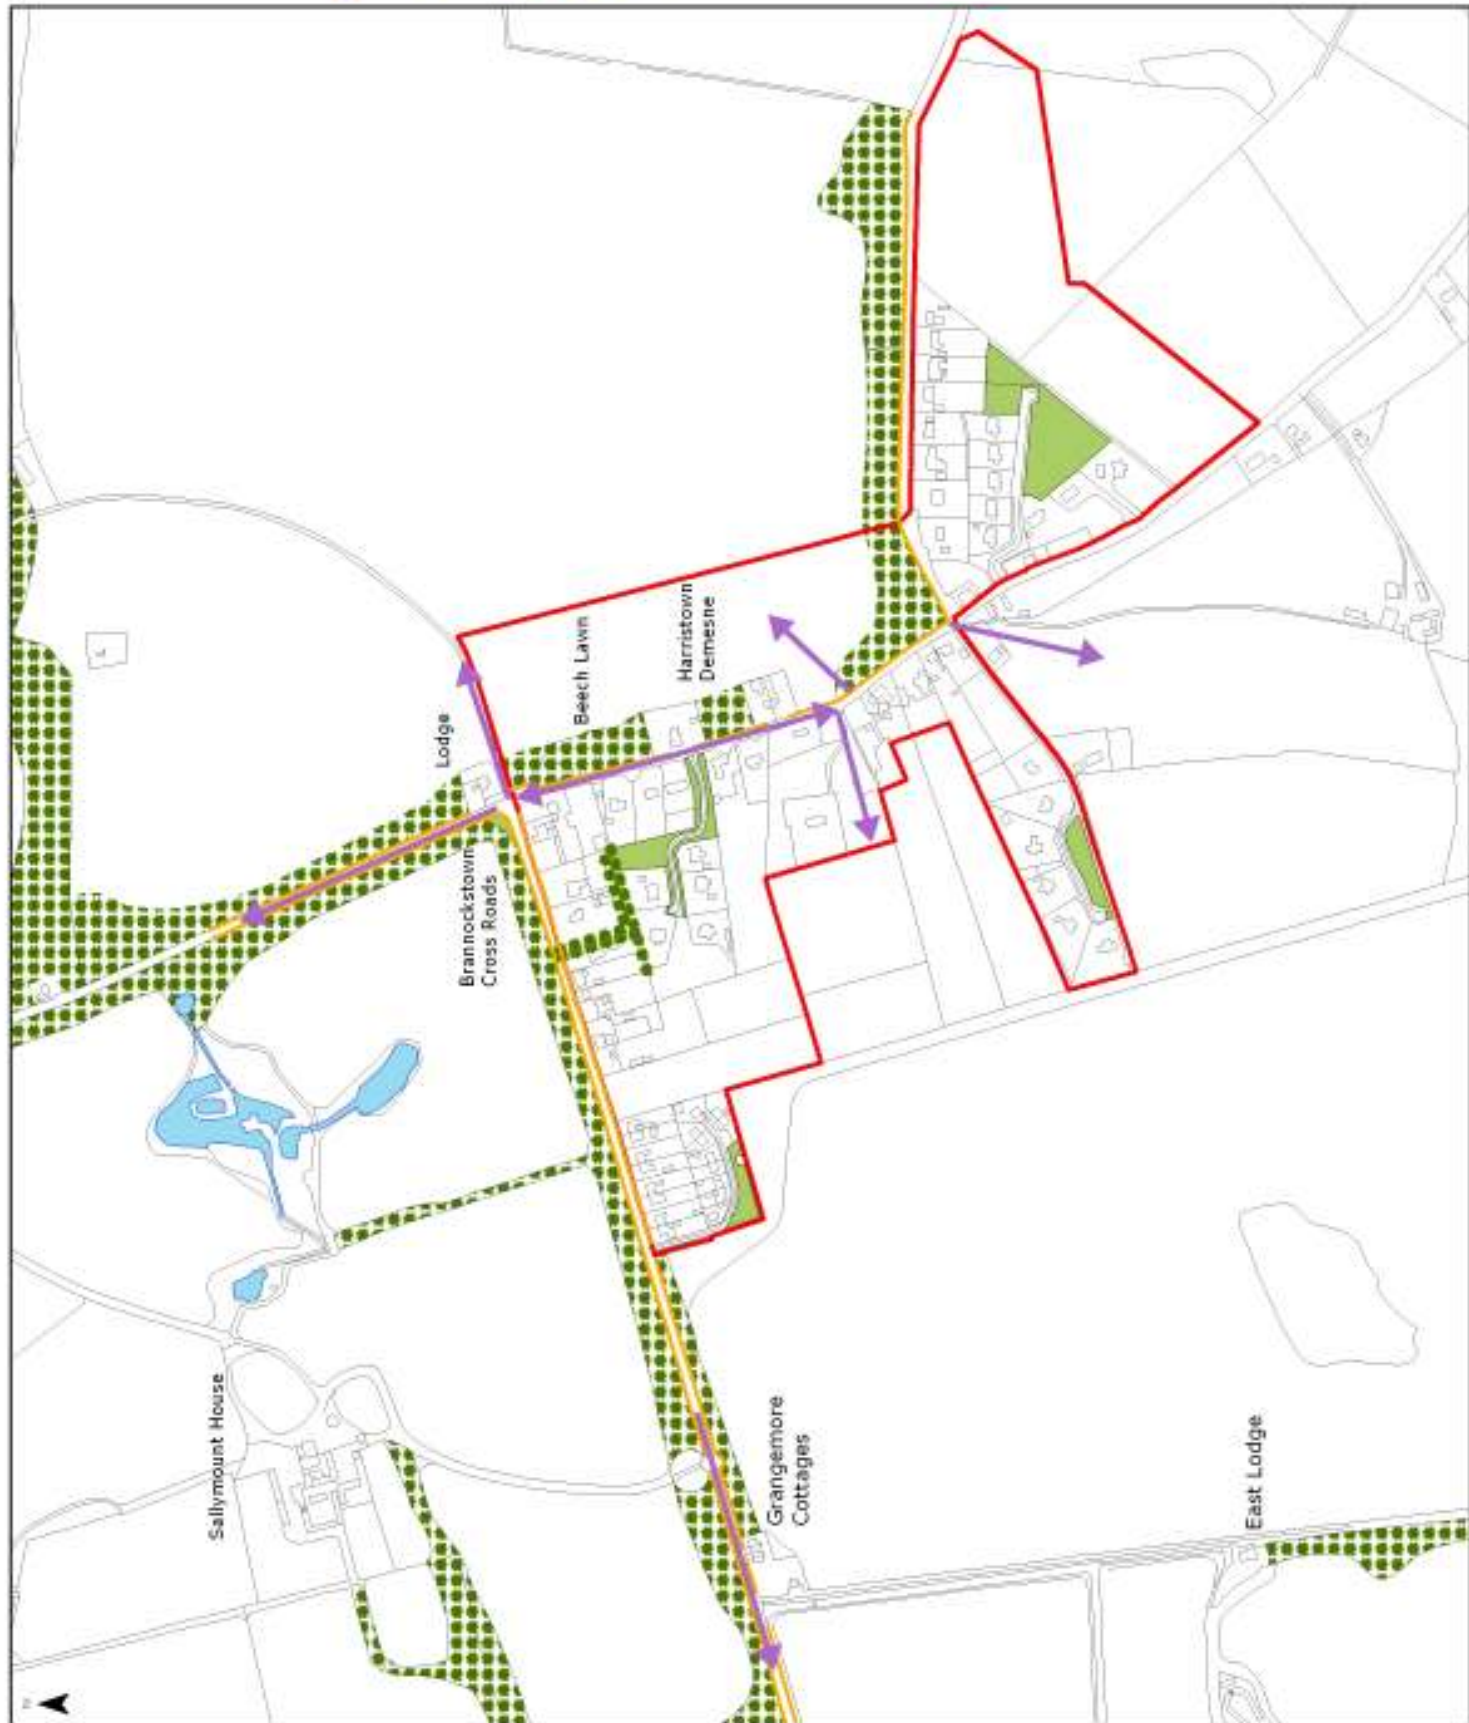 Harristown
Demesne
Beech Lawn
Lodge
Brannockstown
Cross Roads
Sallymount House
Grangemore
Cottages
East Lodge